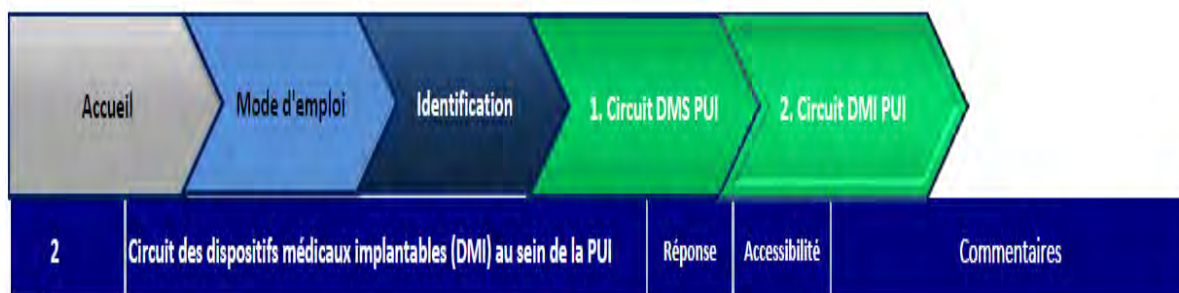 Accueil
Mode d'emploi
Identification
1. Circuit DMS PUI
2. Circuit DMI PUI
2
Circuit des dispositifs médicaux implantables (DMI) au sein de la PUI
Réponse
Accessibilité
Commentaires